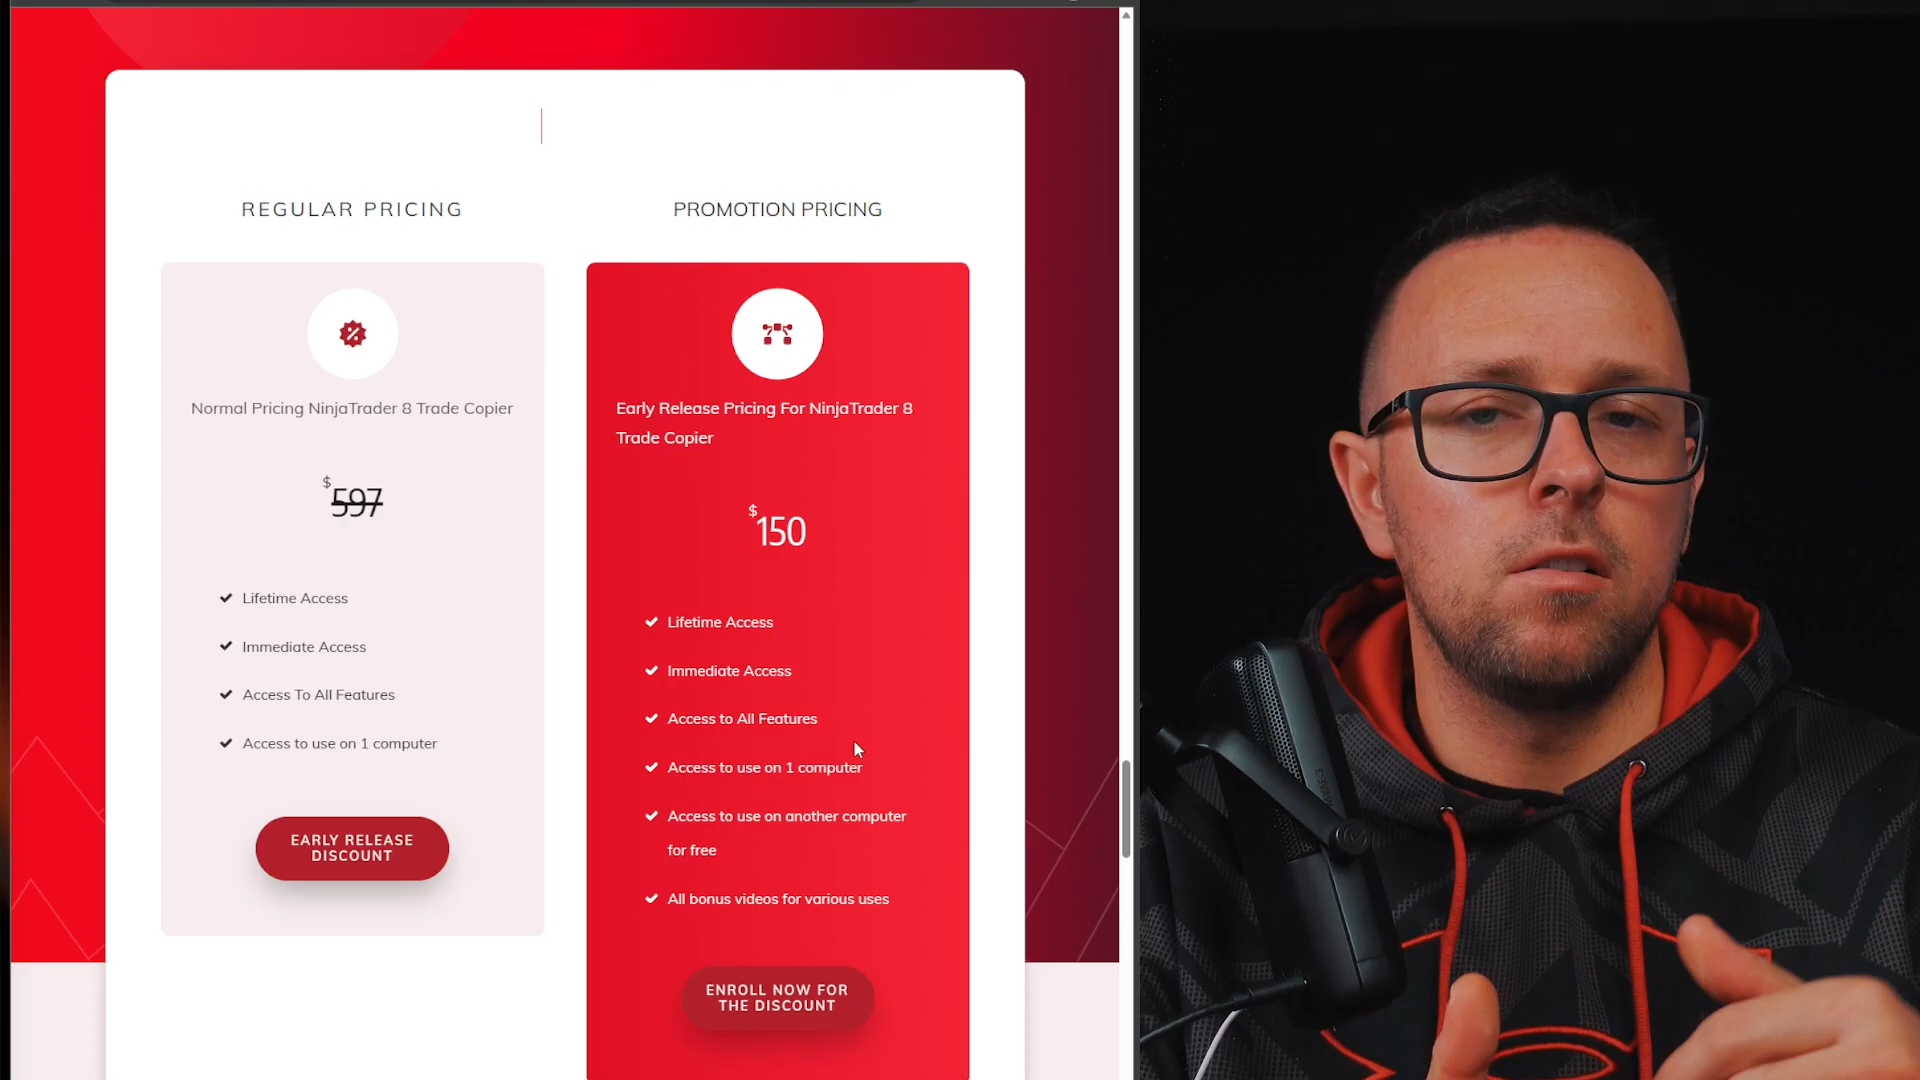 REGULAR PRICING
Normal Pricing NinjaTrader 8 Trade Copier
$597
Lifetime Access
Immediate Access
Access To All Features
Access to use on 1 computer
EARLY RELEASE
DISCOUNT
PROMOTION PRICING
Early Release Pricing For NinjaTrader 8
Trade Copier
$150
Lifetime Access
Immediate Access
Access to All Features
Access to use on 1 computer
Access to use on another computer
for free
All bonus videos for various uses
ENROLL NOW FOR
THE DISCOUNT